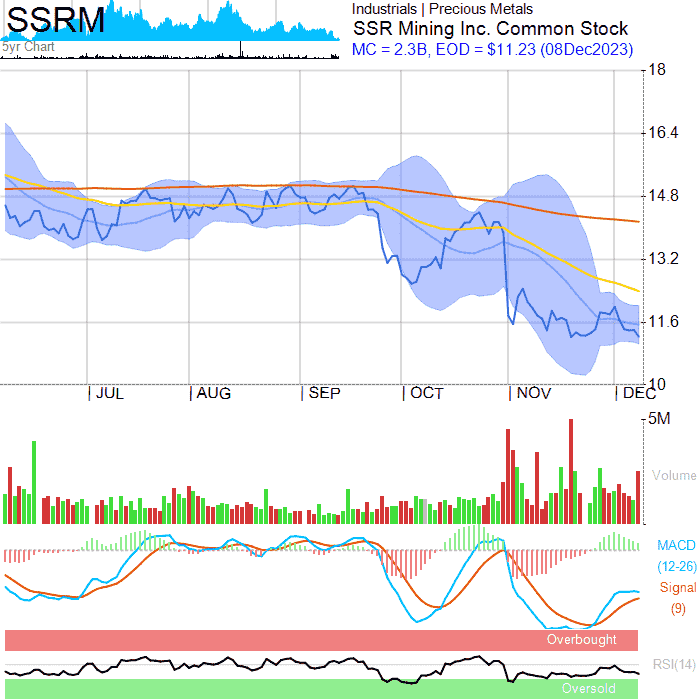 SSRM
5yr Chart
Industrials | Precious Metals
SSR Mining Inc. Common Stock
MC = 2.3B, EOD = $11.23 (08Dec2023)
18
16.4
14.8
13.2
11.6
10
JUL AUG SEP OCT NOV DEC
5M
Volume
MACD
(12-26)
Signal
(9)
Overbought
RSI(14)
Oversold